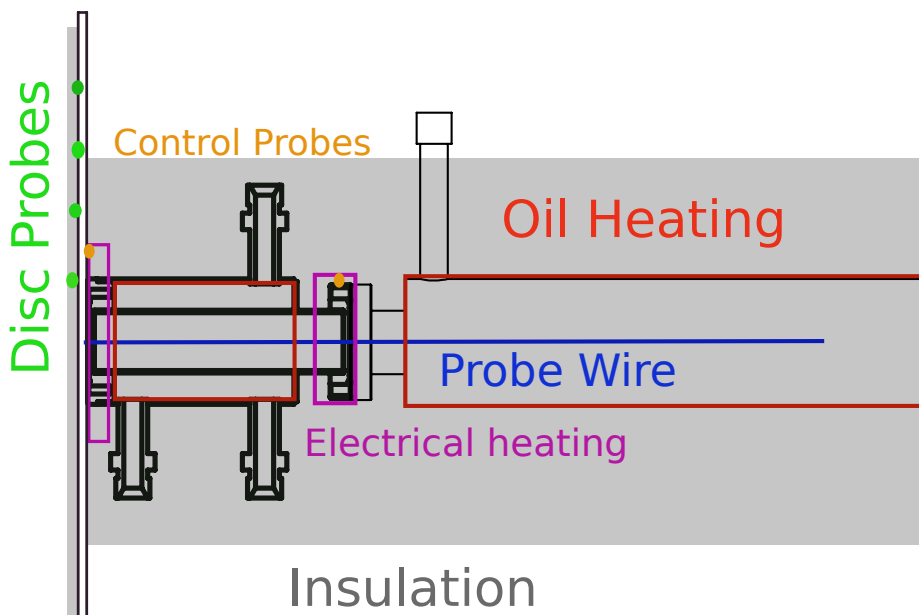 Disc Probes
Control Probes
Oil Heating
Probe Wire
Electrical heating
Insulation